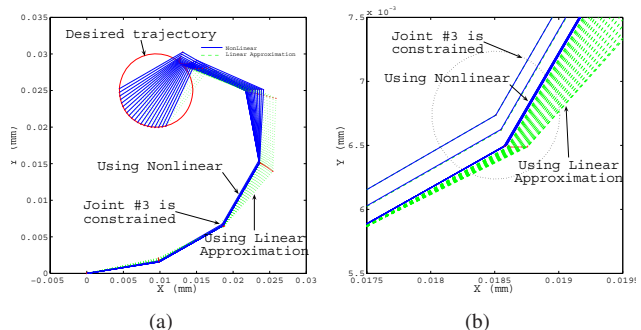 0.035
0.03
0.025
0.02
0.015
0.01
0.005
0
Y (mm)
Desired trajectory
NonLinear
Linear Approximation
Using Nonlinear
Joint #3 is
constrained
Using Linear
Approximation
−0.005
0
0.005
0.01
0.015
0.02
0.025
0.03
X (mm)
(a)
x 10⁻³
7.5
7
6.5
6
5.5
Y (mm)
Joint #3 is
constrained
Using Nonlinear
Using Linear
Approximation
0.0175
0.018
0.0185
0.019
0.0195
X (mm)
(b)